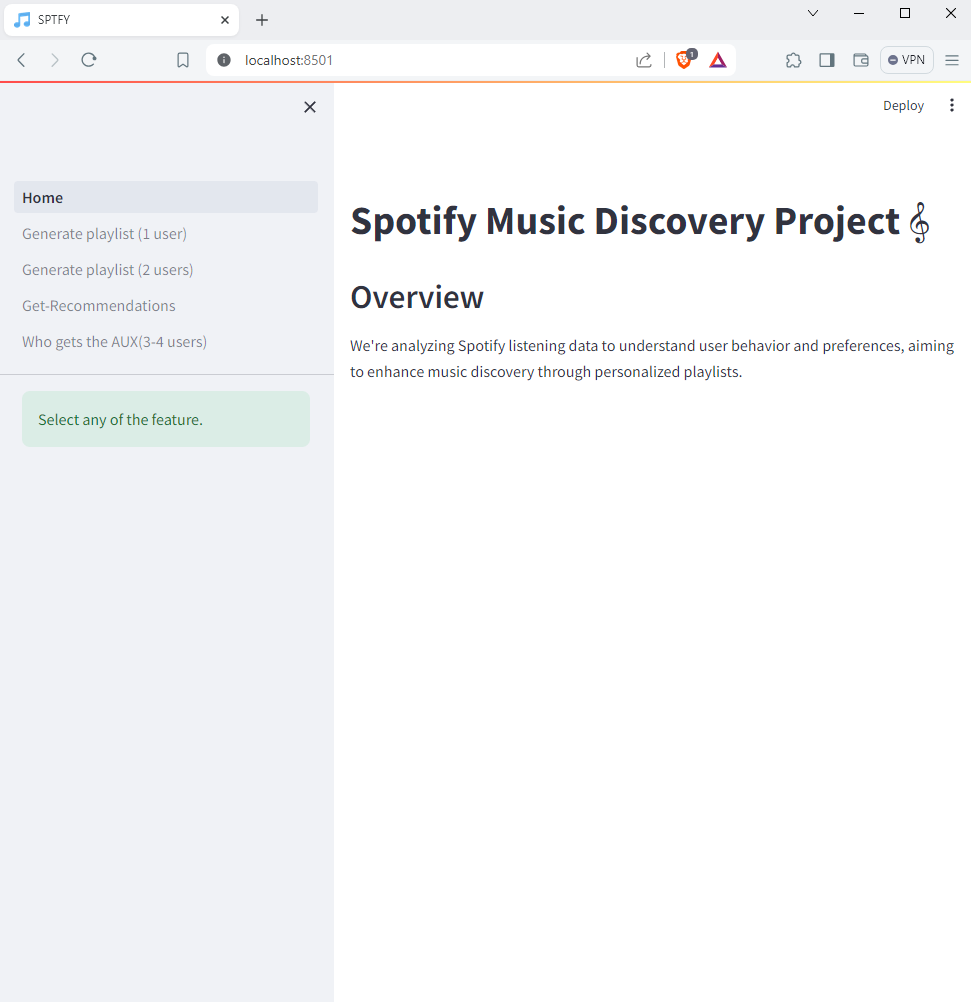 SPTFY
localhost:8501
1
VPN
Deploy
Home
Generate playlist (1 user)
Generate playlist (2 users)
Get-Recommendations
Who gets the AUX(3-4 users)
Select any of the feature.
Spotify Music Discovery Project 𝄞
Overview
We're analyzing Spotify listening data to understand user behavior and preferences, aiming
to enhance music discovery through personalized playlists.